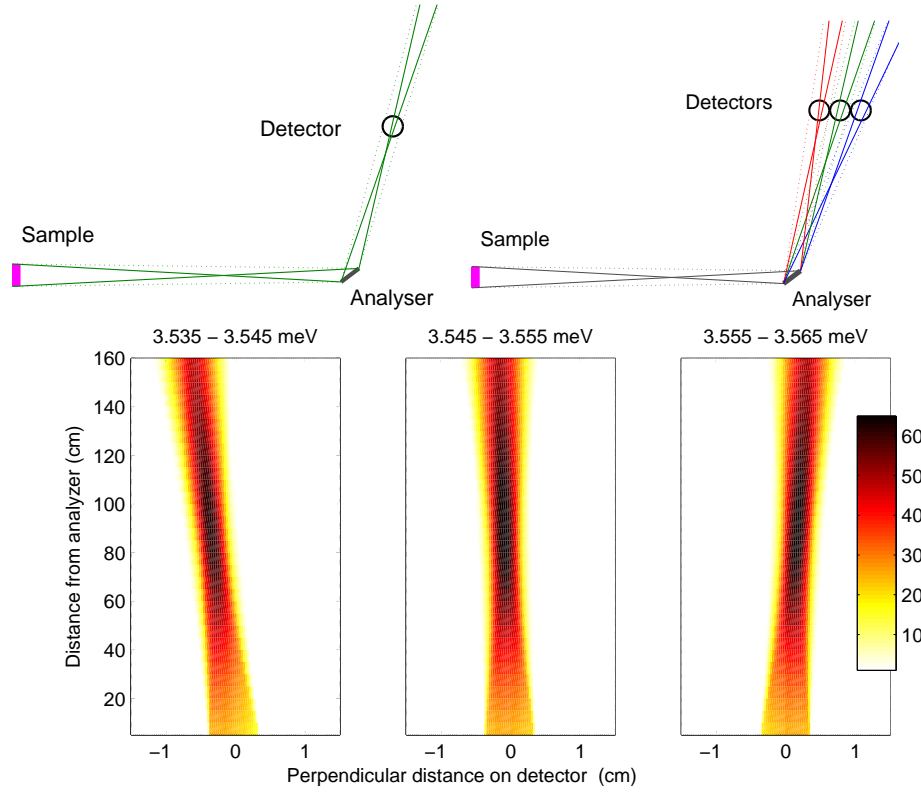 Detector
Sample
Analyser
Detectors
Sample
Analyser
3.535 − 3.545 meV
3.545 − 3.555 meV
3.555 − 3.565 meV
Distance from analyzer (cm)
160
140
120
100
80
60
40
20
−1 0 1
−1 0 1
−1 0 1
60
50
40
30
20
10
Perpendicular distance on detector (cm)